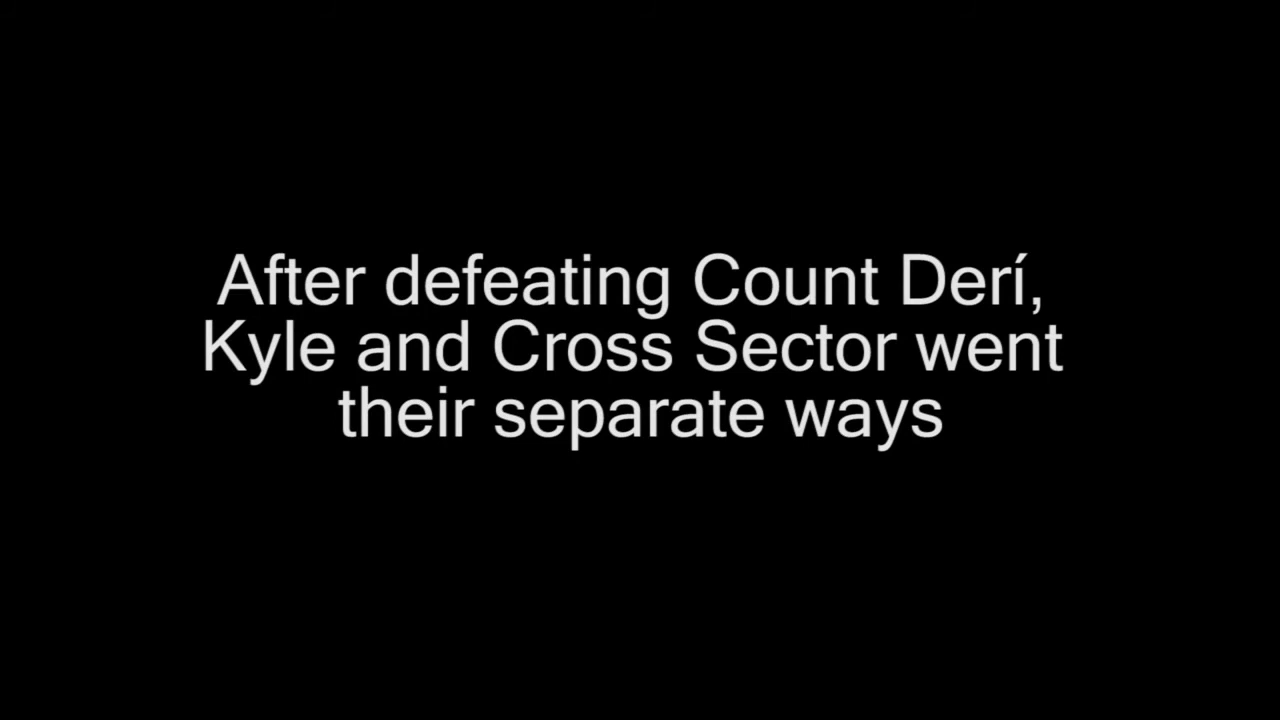 After defeating Count Derí,
Kyle and Cross Sector went
their separate ways